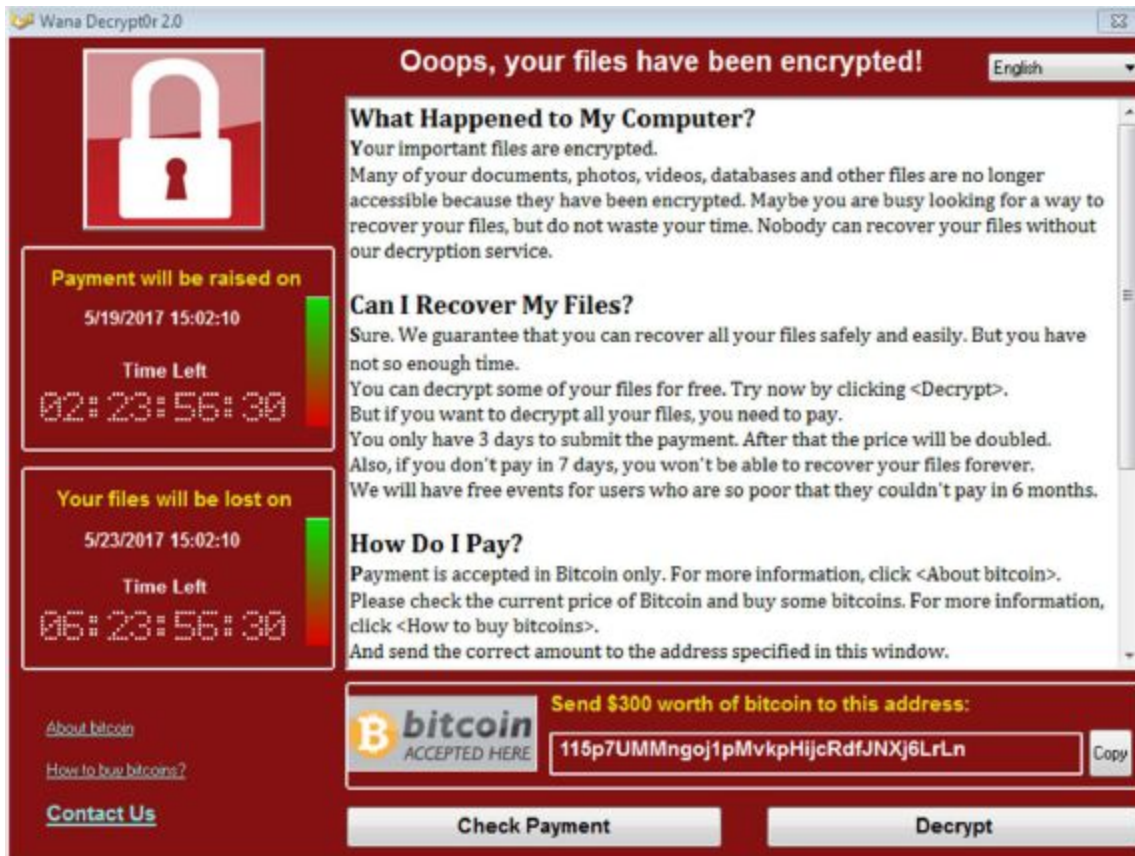 Wana Decrypt0r 2.0
Ooops, your files have been encrypted!
English
Payment will be raised on
5/19/2017 15:02:10
Time Left
02:23:56:30
Your files will be lost on
5/23/2017 15:02:10
Time Left
06:23:56:30
About bitcoin
How to buy bitcoins?
Contact Us
What Happened to My Computer?
Your important files are encrypted.
Many of your documents, photos, videos, databases and other files are no longer
accessible because they have been encrypted. Maybe you are busy looking for a way to
recover your files, but do not waste your time. Nobody can recover your files without
our decryption service.
Can I Recover My Files?
Sure. We guarantee that you can recover all your files safely and easily. But you have
not so enough time.
You can decrypt some of your files for free. Try now by clicking <Decrypt>.
But if you want to decrypt all your files, you need to pay.
You only have 3 days to submit the payment. After that the price will be doubled.
Also, if you don't pay in 7 days, you won't be able to recover your files forever.
We will have free events for users who are so poor that they couldn't pay in 6 months.
How Do I Pay?
Payment is accepted in Bitcoin only. For more information, click <About bitcoin>.
Please check the current price of Bitcoin and buy some bitcoins. For more information,
click <How to buy bitcoins>.
And send the correct amount to the address specified in this window.
bitcoin
ACCEPTED HERE
Send $300 worth of bitcoin to this address:
115p7UMMngoj1pMvkpHijcRdfJNXj6LrLn
Copy
Check Payment
Decrypt